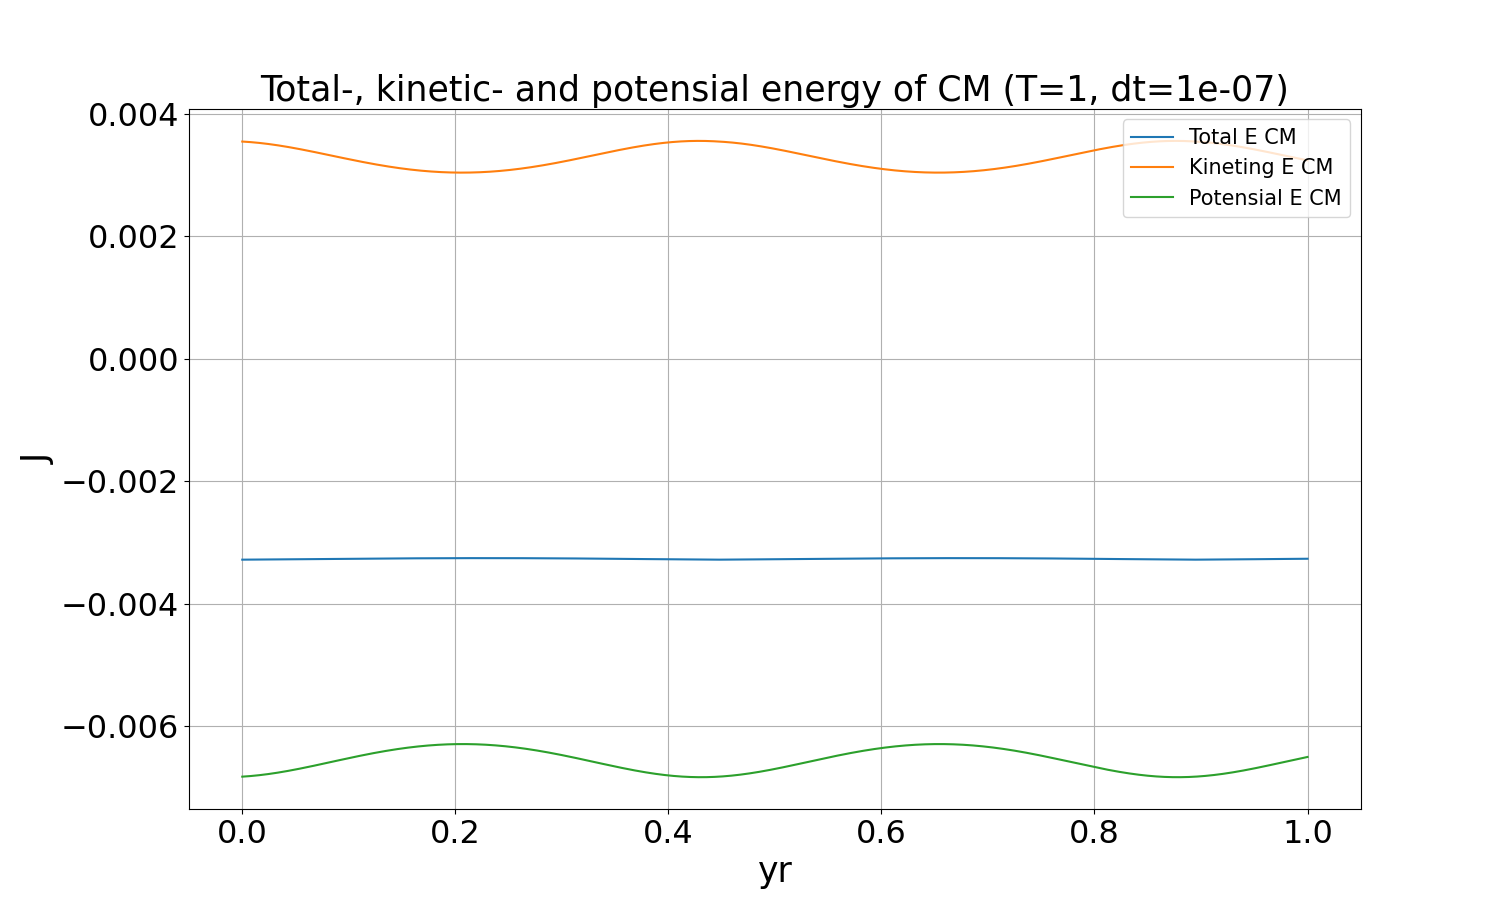 Total-, kinetic- and potensial energy of CM (T=1, dt=1e-07)
0.004
0.002
0.000
−0.002
−0.004
−0.006
J
Total E CM
Kineting E CM
Potensial E CM
0.0 0.2 0.4 0.6 0.8 1.0
yr